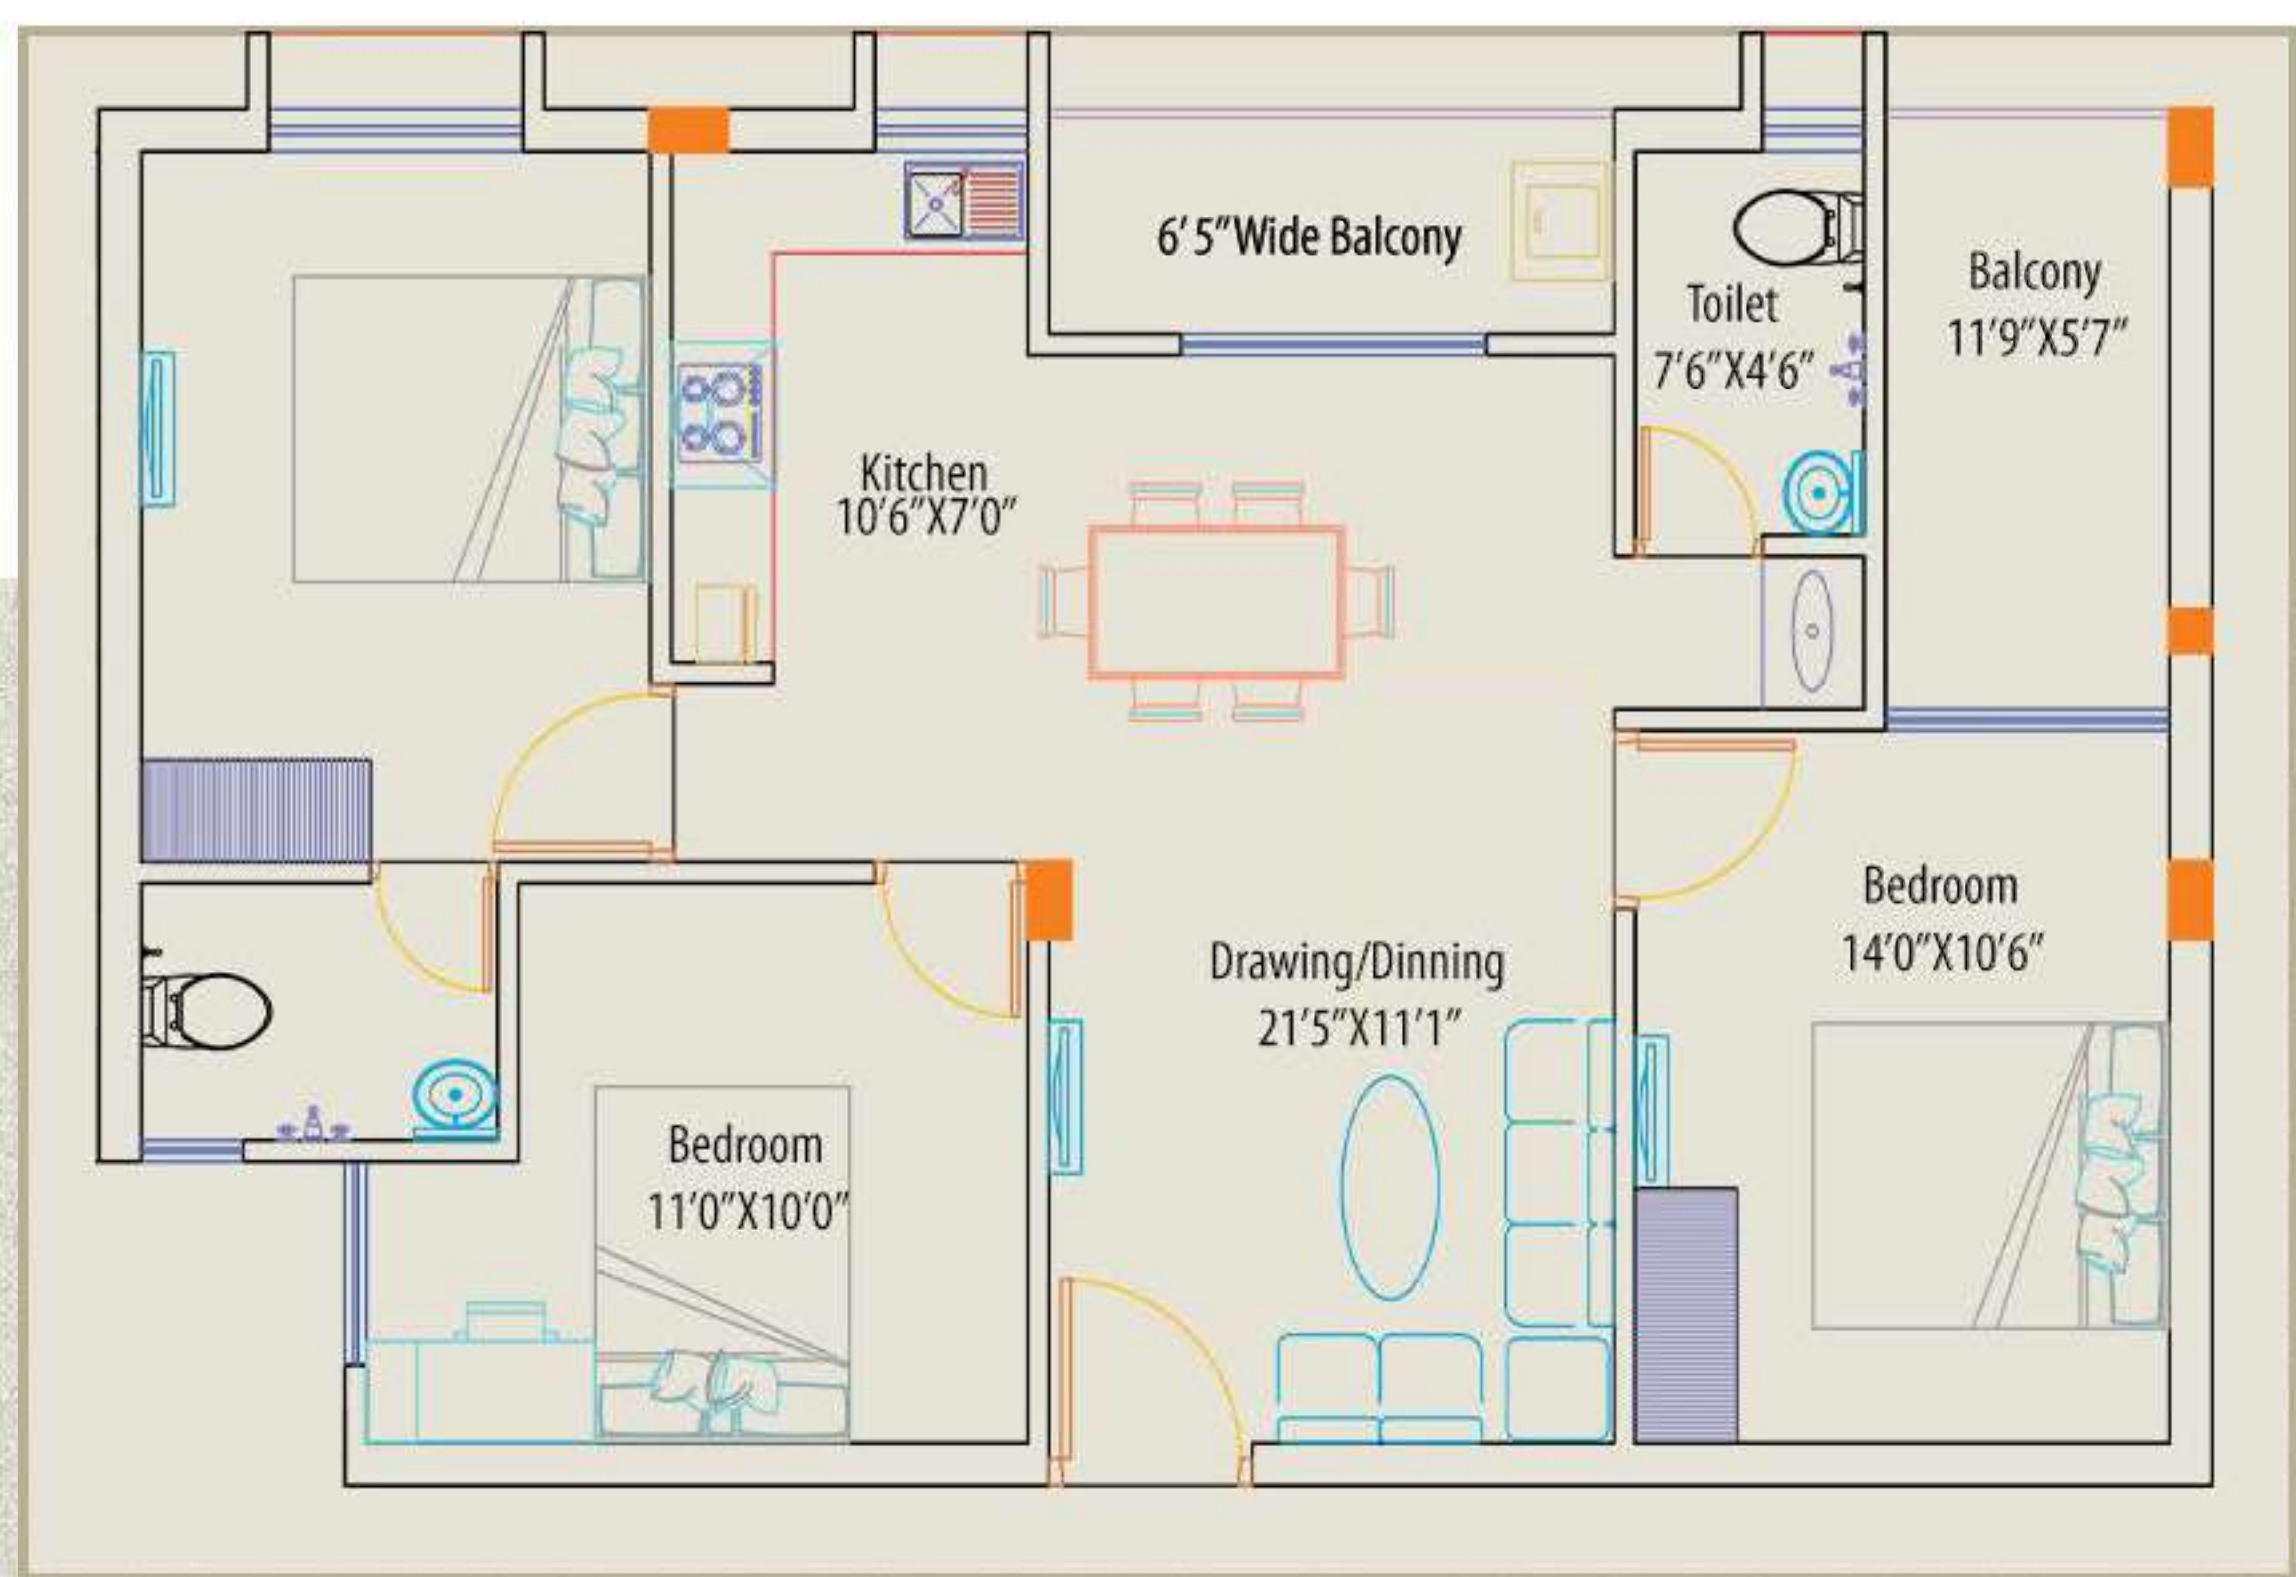 6'5"Wide Balcony
Toilet
7'6"X4'6"
Balcony
11'9"X5'7"
Kitchen
10'6"X7'0"
Bedroom
14'0"X10'6"
Drawing/Dinning
21'5"X11'1"
Bedroom
11'0"X10'0"